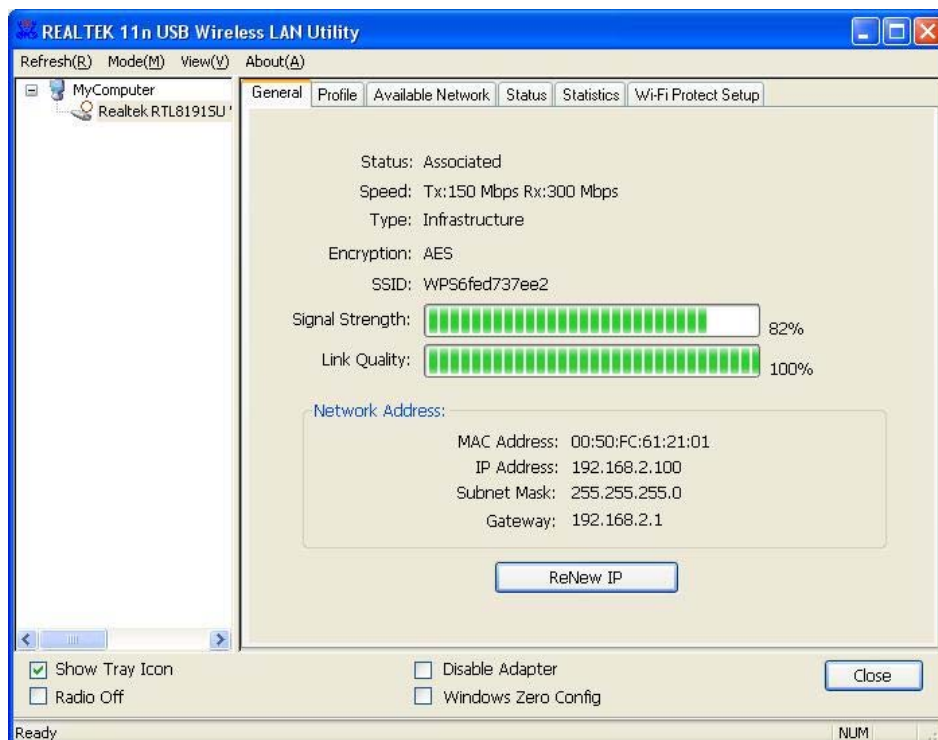 REALTEK 11n USB Wireless LAN Utility
Refresh(R) Mode(M) View(V) About(A)
MyComputer
Realtek RTL8191SU
General Profile Available Network Status Statistics Wi-Fi Protect Setup
Status: Associated
Speed: Tx:150 Mbps Rx:300 Mbps
Type: Infrastructure
Encryption: AES
SSID: WPS6fed737ee2
Signal Strength: 82%
Link Quality: 100%
Network Address:
MAC Address: 00:50:FC:61:21:01
IP Address: 192.168.2.100
Subnet Mask: 255.255.255.0
Gateway: 192.168.2.1
ReNew IP
Show Tray Icon
Radio Off
Disable Adapter
Windows Zero Config
Close
Ready
NUM